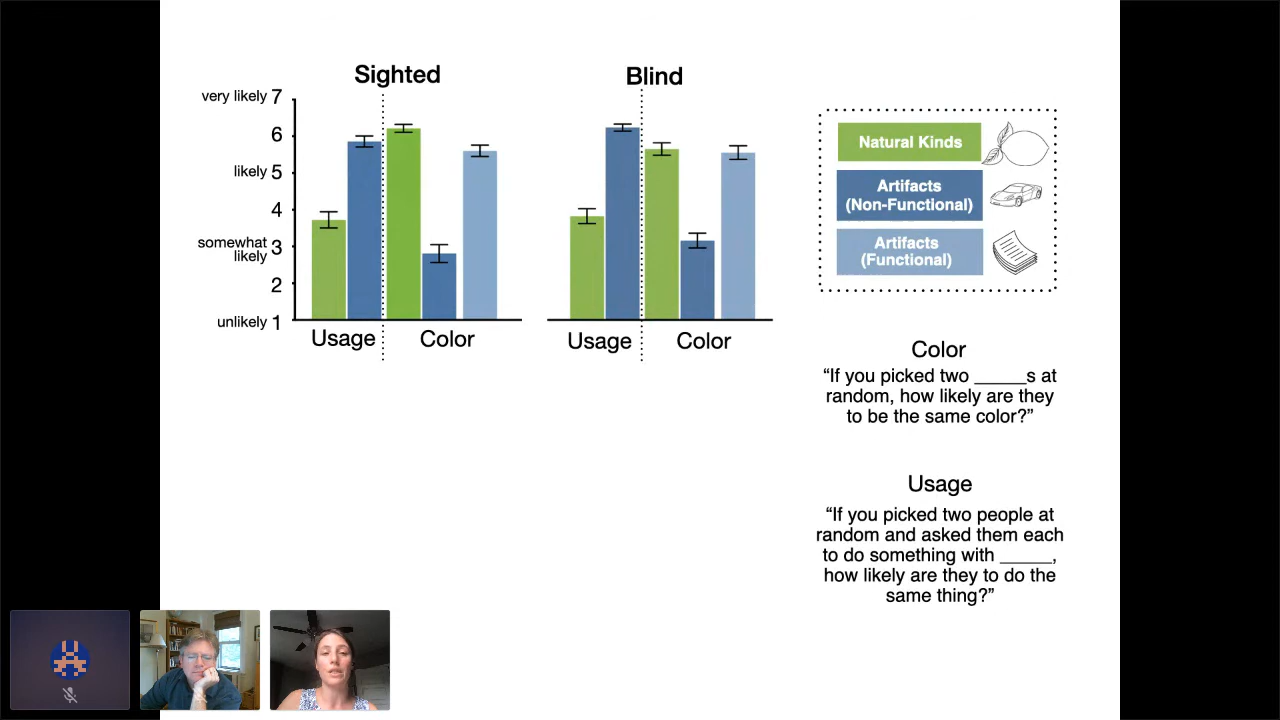 Sighted
Blind
very likely 7
6
likely 5
4
somewhat
likely 3
2
unlikely 1
Usage
Color
Usage
Color
Natural Kinds
Artifacts
(Non-Functional)
Artifacts
(Functional)
Color
“If you picked two _____s at
random, how likely are they
to be the same color?”
Usage
“If you picked two people at
random and asked them each
to do something with _____,
how likely are they to do the
same thing?”